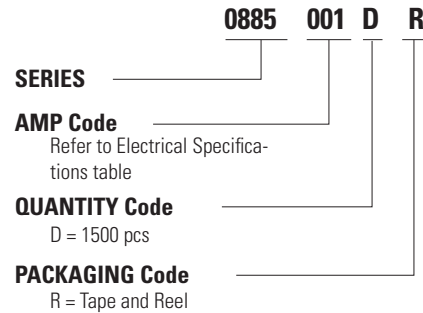 0885 001 D R
SERIES
AMP Code
Refer to Electrical Specifica-
tions table
QUANTITY Code
D = 1500 pcs
PACKAGING Code
R = Tape and Reel